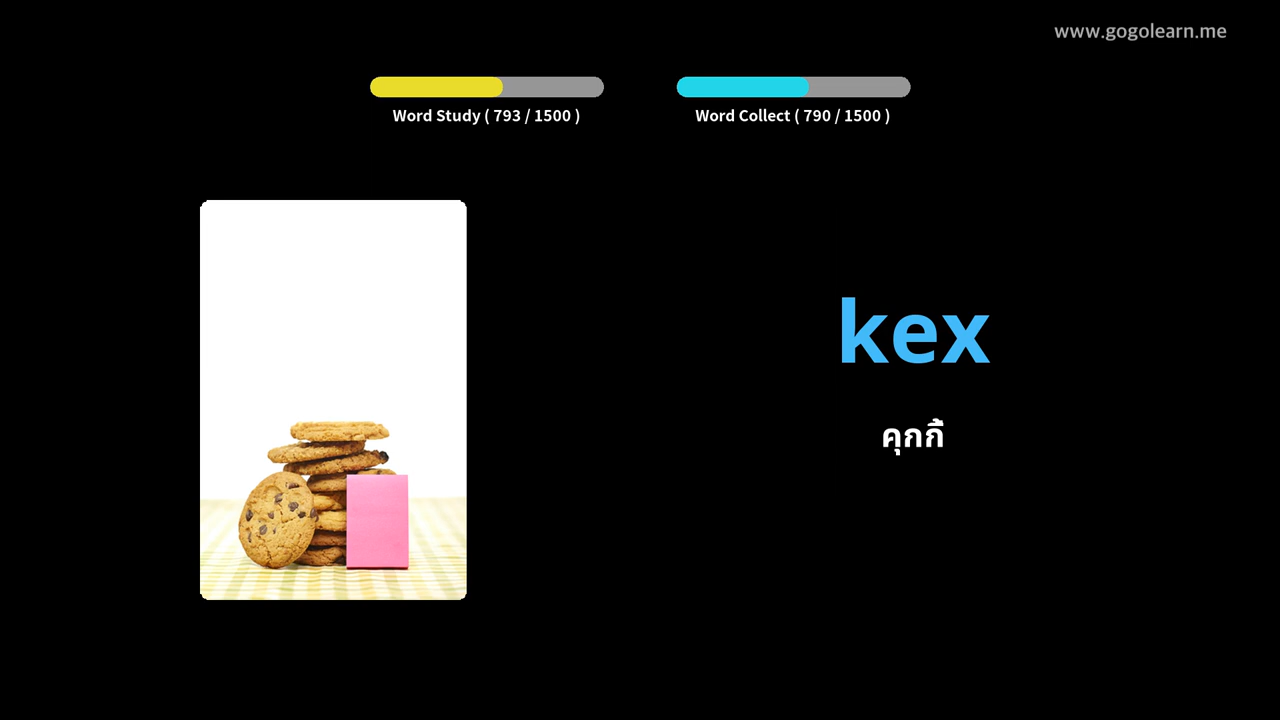 www.gogolearn.me
Word Study ( 793 / 1500 )
Word Collect ( 790 / 1500 )
kex
คุกกี้